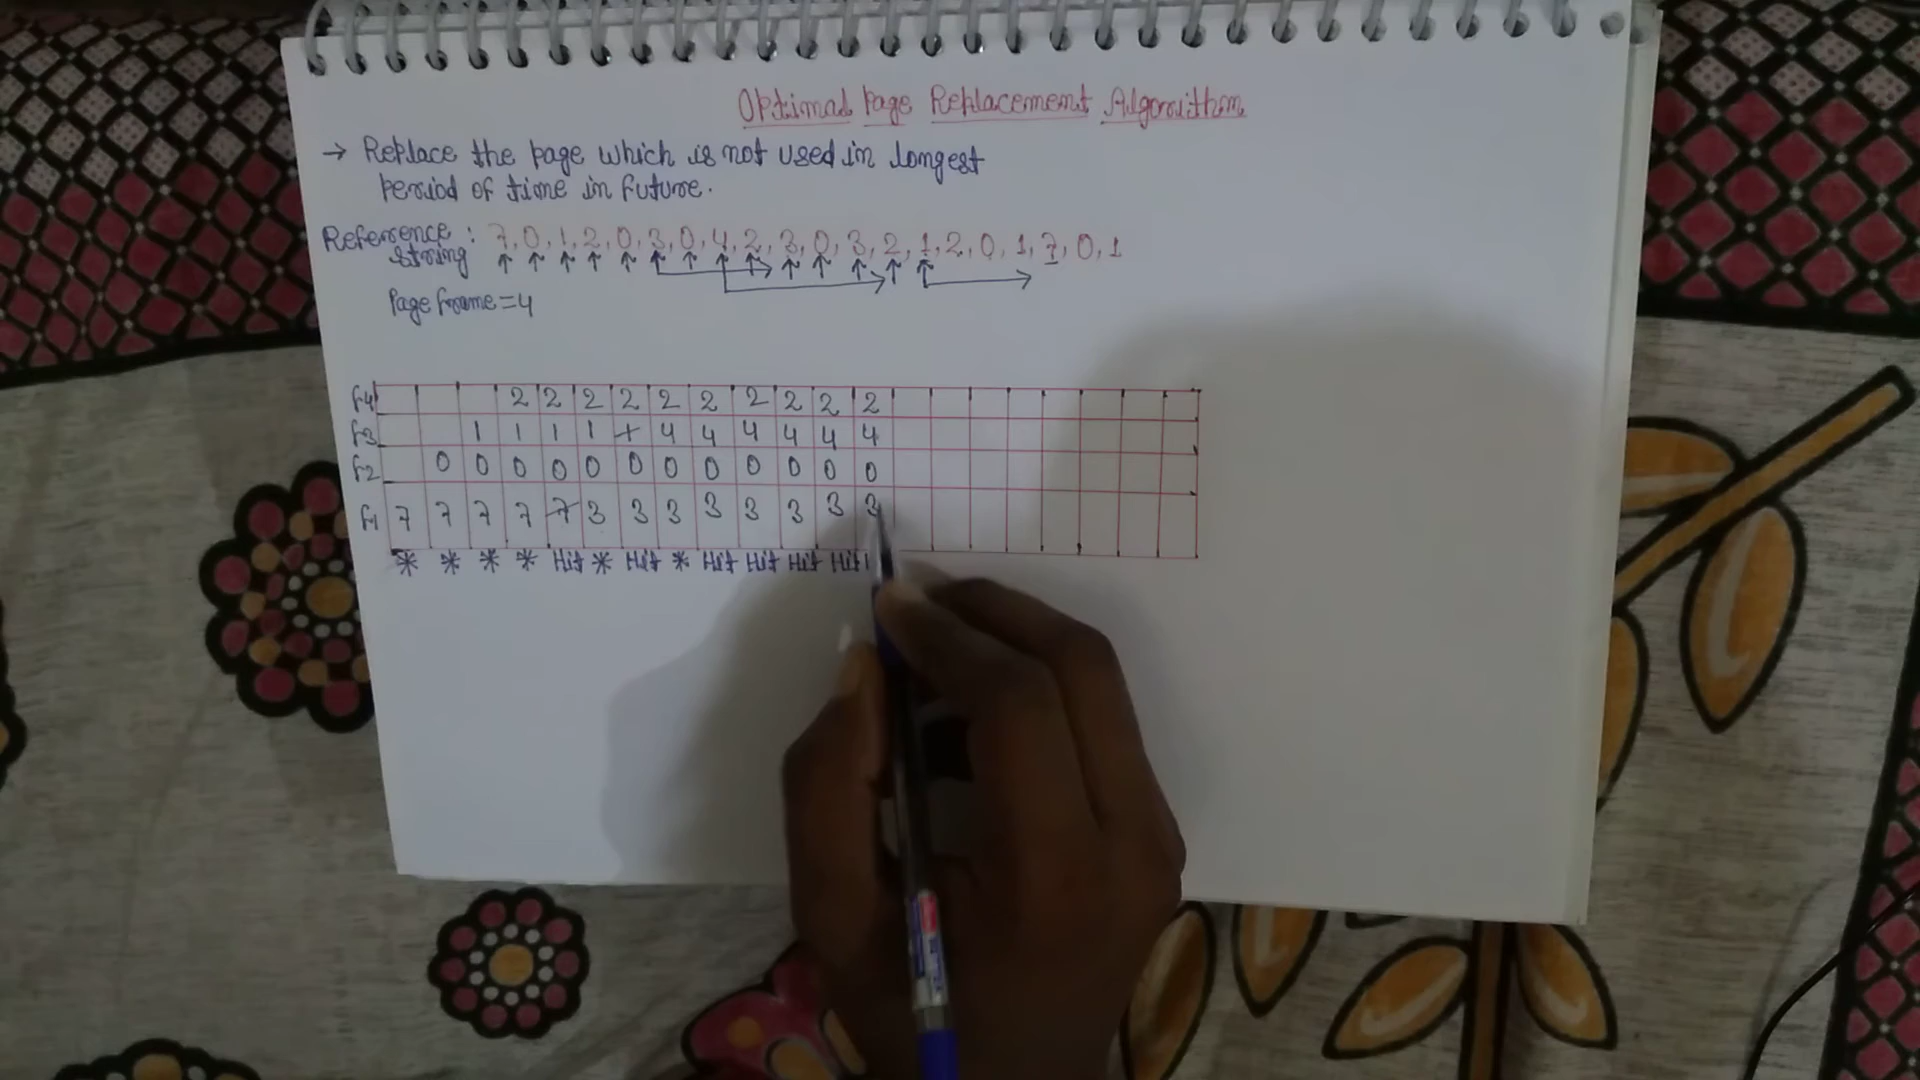 Optimal Page Replacement Algorithm
→ Replace the page which is not used in longest
period of time in future.
Reference : 7, 0, 1, 2, 0, 3, 0, 4, 2, 3, 0, 3, 2, 1, 2, 0, 1, 7, 0, 1
string
Page frame = 4
f4 2 2 2 2 2 2 2 2 2 2
f3 1 1 1 1 1 4 4 4 4 4 4
f2 0 0 0 0 0 0 0 0 0 0 0 0
f1 7 7 7 7 7 3 3 3 3 3 3 3 3
* * * * Hit * Hit * Hit Hit Hit Hit